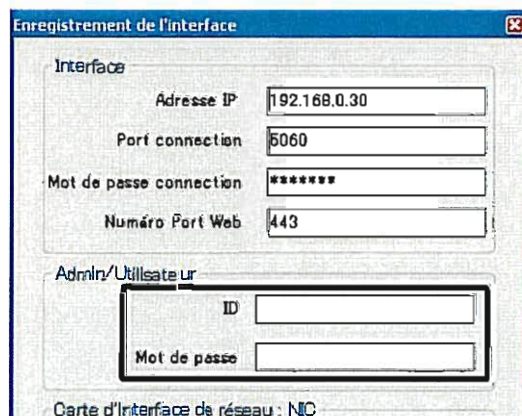 Enregistrement de l'interface
Interface
Adresse IP 192.168.0.30
Port connection 5060
Mot de passe connection *******
Numéro Port Web 443
Admin/Utilisateur
ID
Mot de passe
Carte d'Interface de réseau : NIC